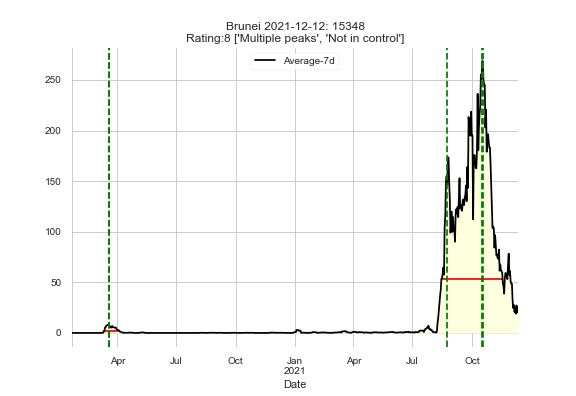 Brunei 2021-12-12: 15348
Rating:8 ['Multiple peaks', 'Not in control']
Average-7d
250
200
150
100
50
0
Apr
Jul
Oct
Jan
2021
Apr
Jul
Oct
Date